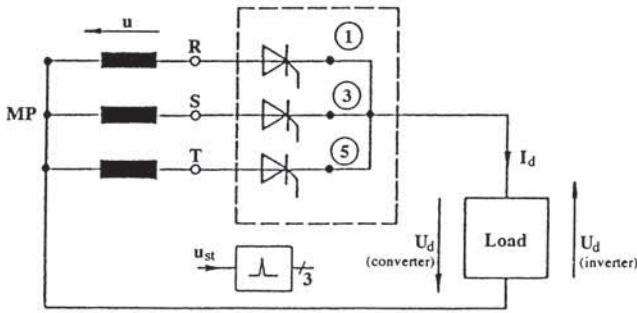 u
R
1
S
3
MP
T
5
I_d
u_st
3
U_d
(converter)
Load
U_d
(inverter)